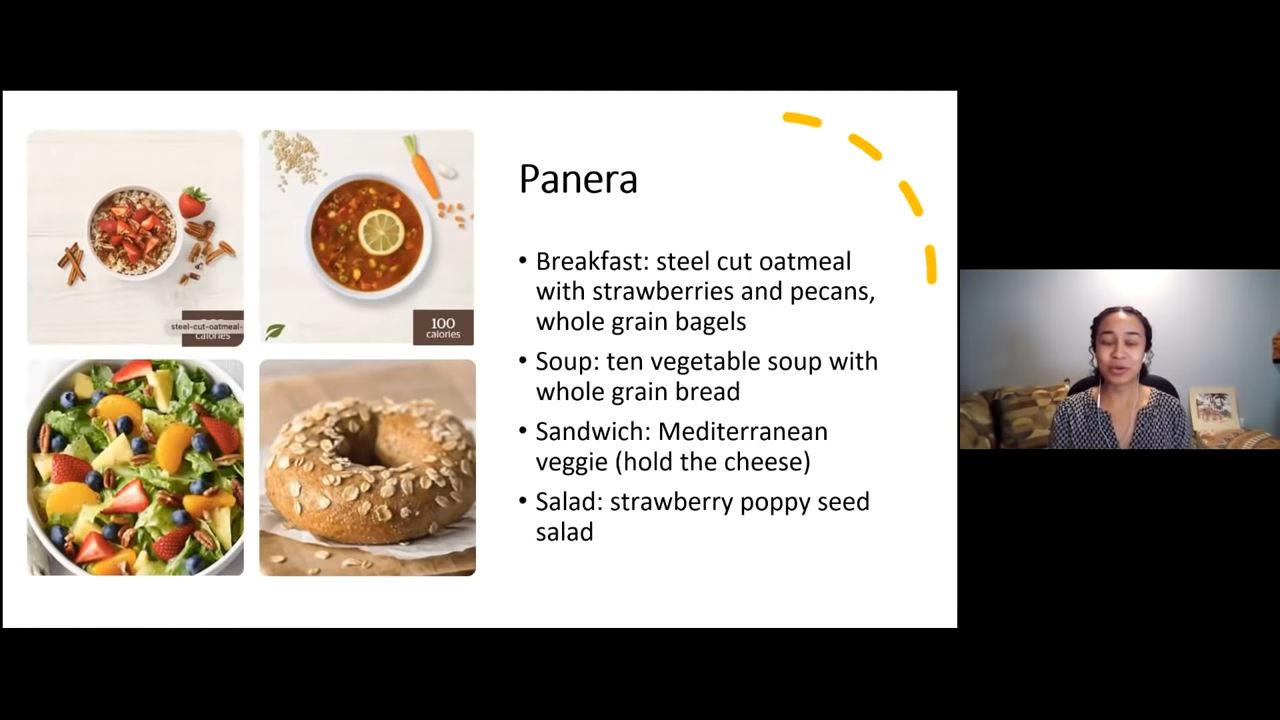 Panera
• Breakfast: steel cut oatmeal
with strawberries and pecans,
whole grain bagels
• Soup: ten vegetable soup with
whole grain bread
• Sandwich: Mediterranean
veggie (hold the cheese)
• Salad: strawberry poppy seed
salad
steel-cut-oatmeal-
calories
100
calories